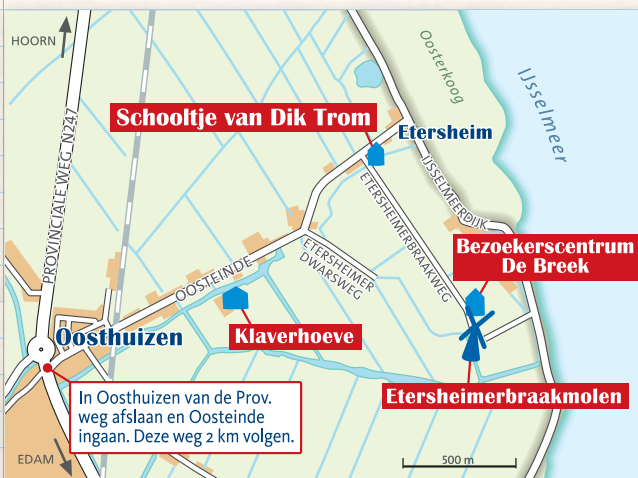 HOORN
PROVINCIALE WEG N247
Oosterkoog
IJsselmeer
Schooltje van Dik Trom
Etersheim
IJSSELMEERDIJK
ETERSHEIMERBRAAKWEG
Bezoekerscentrum
De Breek
OOSTEINDE
ETERSHEIMER
DWARSWEG
Oosthuizen
Klaverhoeve
Etersheimerbraakmolen
In Oosthuizen van de Prov.
weg afslaan en Oosteinde
ingaan. Deze weg 2 km volgen.
EDAM
500 m